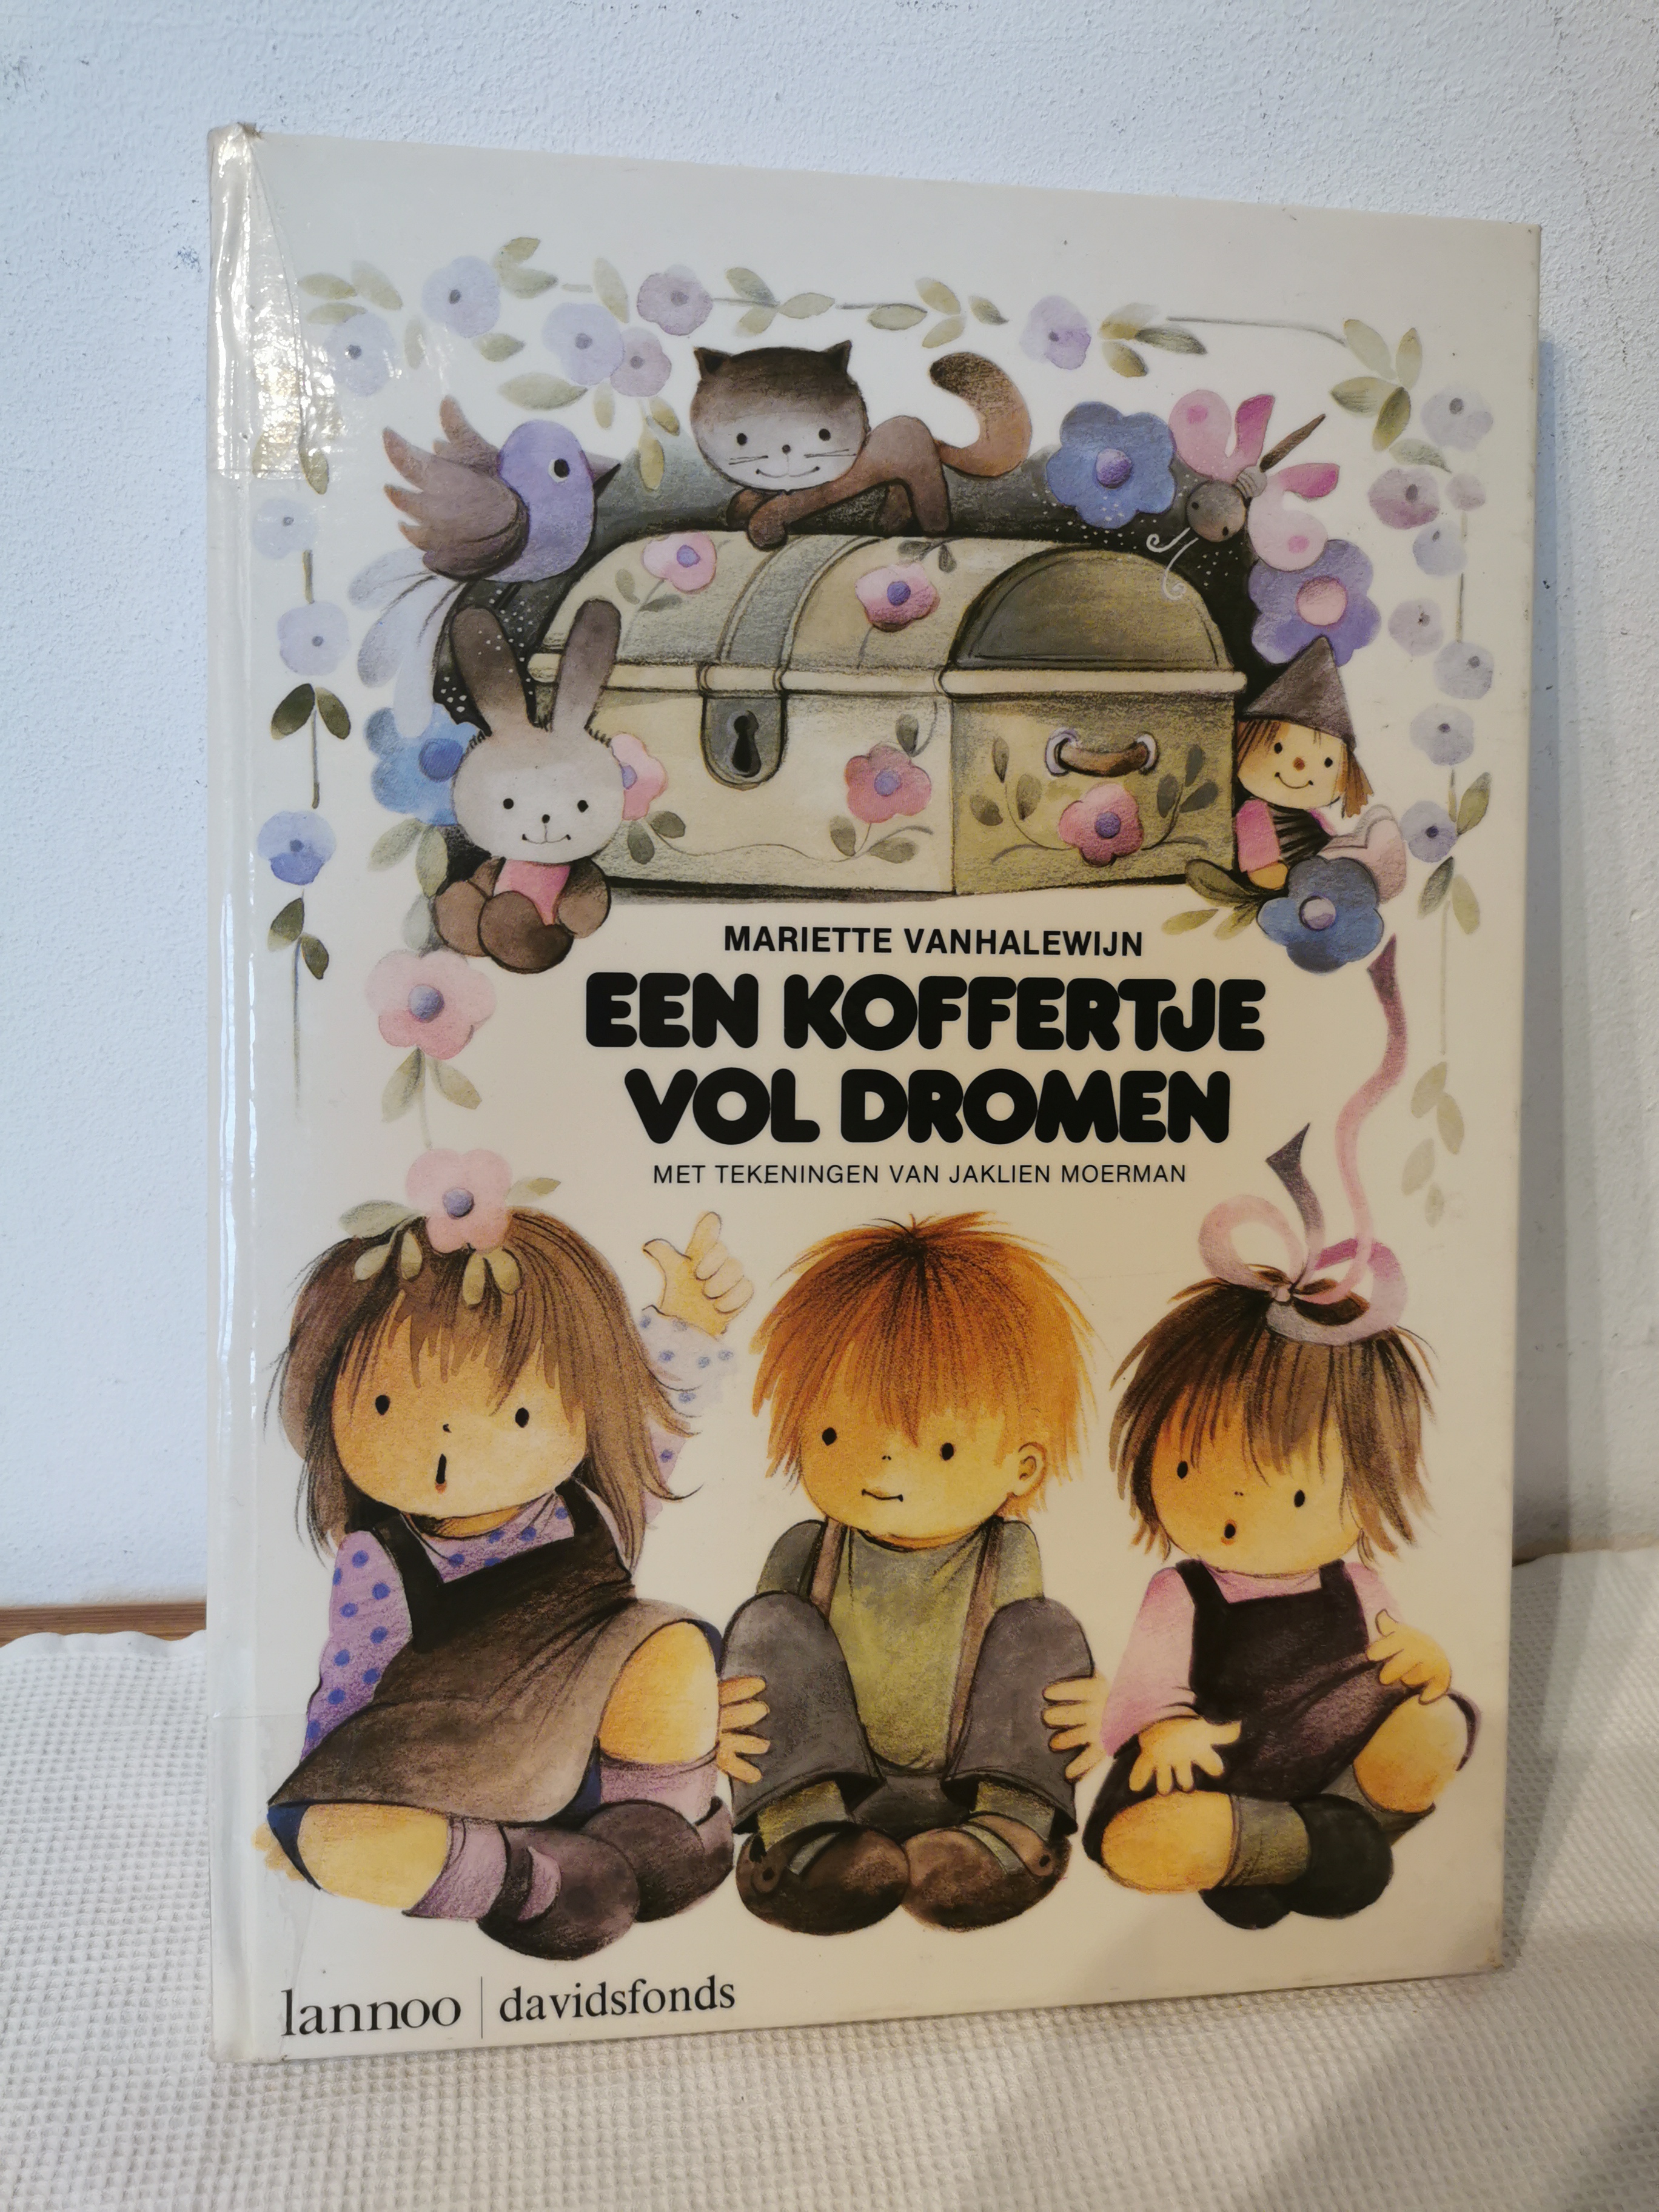 MARIETTE VANHALEWIJN
EEN KOFFERTJE
VOL DROMEN
MET TEKENINGEN VAN JAKLIEN MOERMAN
lannoo | davidsfonds